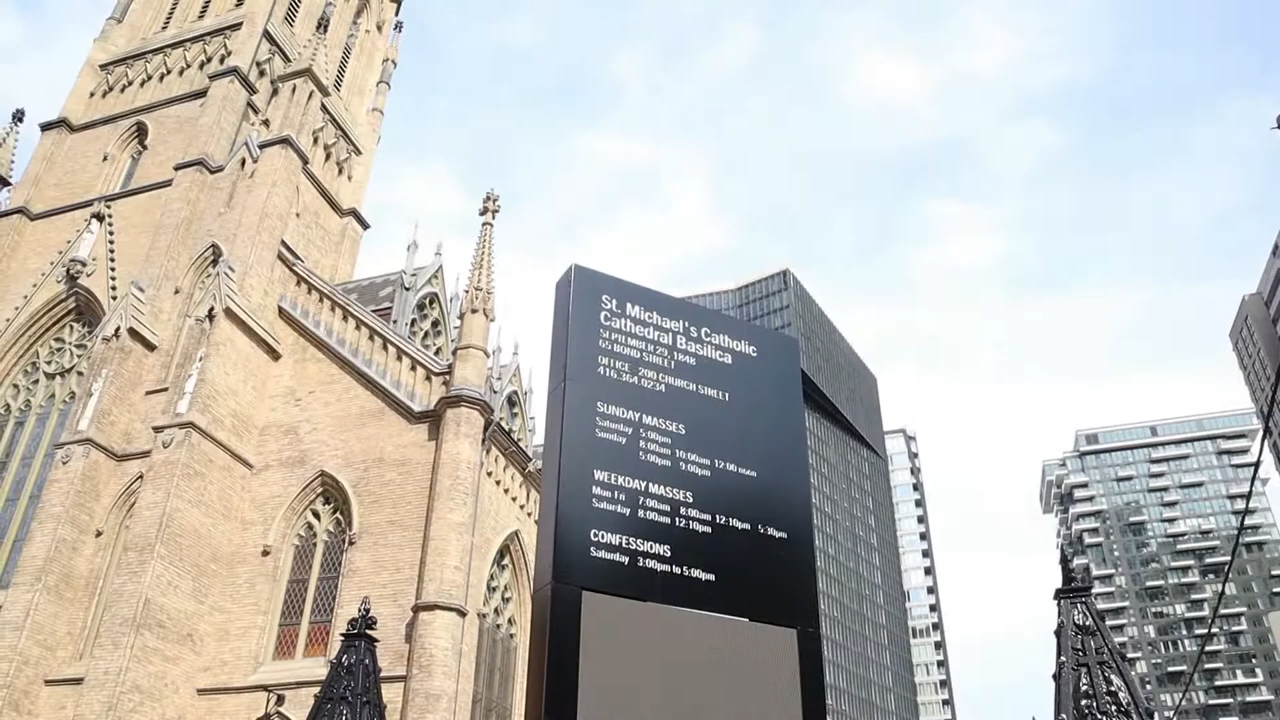 St. Michael's Catholic
Cathedral Basilica
SEPTEMBER 29, 1848
65 BOND STREET
OFFICE - 200 CHURCH STREET
416.364.0234
SUNDAY MASSES
Saturday 5:00pm
Sunday 8:00am 10:00am 12:00 noon
5:00pm 9:00pm
WEEKDAY MASSES
Mon-Fri 7:00am 8:00am 12:10pm 5:30pm
Saturday 8:00am 12:10pm
CONFESSIONS
Saturday 3:00pm to 5:00pm